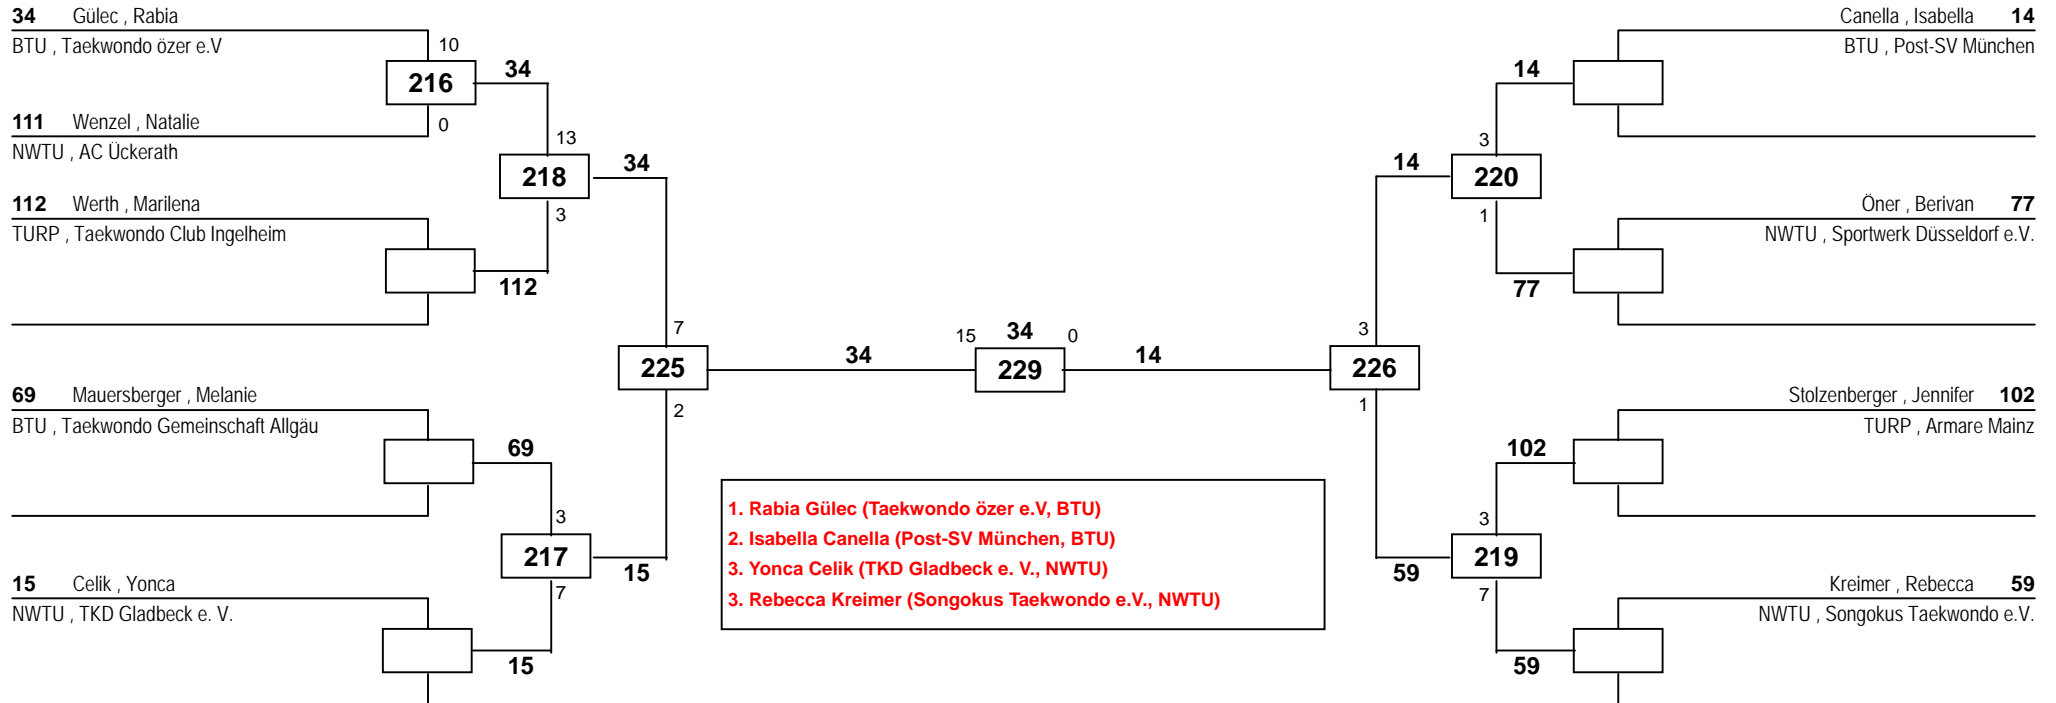 34 Gülec , Rabia
BTU , Taekwondo özer e.V
10
216
34
111 Wenzel , Natalie
0
NWTU , AC Ückerath
13
218
34
112 Werth , Marilena
3
TURP , Taekwondo Club Ingelheim
112
7
225
34
2
69 Mauersberger , Melanie
BTU , Taekwondo Gemeinschaft Allgäu
69
3
217
15
7
15 Celik , Yonca
NWTU , TKD Gladbeck e. V.
15
15 34 0
229
14
Canella , Isabella 14
BTU , Post-SV München
14
3
14
220
1
Öner , Berivan 77
NWTU , Sportwerk Düsseldorf e.V.
77
3
226
1
Stolzenberger , Jennifer 102
TURP , Armare Mainz
102
3
219
59
7
Kreimer , Rebecca 59
NWTU , Songokus Taekwondo e.V.
59
1. Rabia Gülec (Taekwondo özer e.V, BTU)
2. Isabella Canella (Post-SV München, BTU)
3. Yonca Celik (TKD Gladbeck e. V., NWTU)
3. Rebecca Kreimer (Songokus Taekwondo e.V., NWTU)